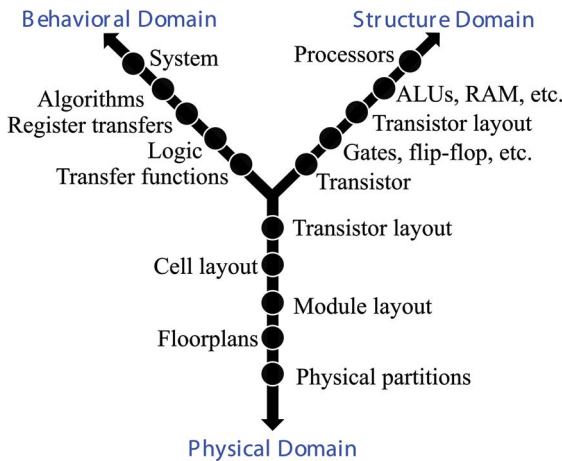 Behavioral Domain
Structure Domain
System
Processors
Algorithms
ALUs, RAM, etc.
Register transfers
Transistor layout
Logic
Gates, flip-flop, etc.
Transfer functions
Transistor
Transistor layout
Cell layout
Module layout
Floorplans
Physical partitions
Physical Domain